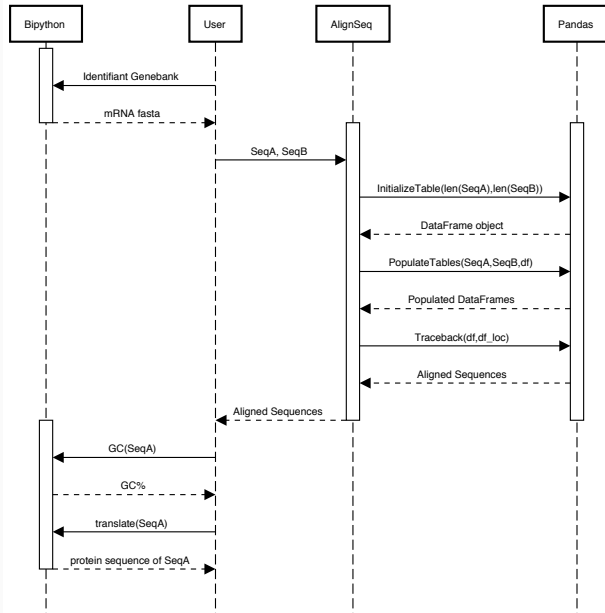 Bipython
User
AlignSeq
Pandas
Identifiant Genebank
mRNA fasta
SeqA, SeqB
InitializeTable(len(SeqA),len(SeqB))
DataFrame object
PopulateTables(SeqA,SeqB,df)
Populated DataFrames
Traceback(df,df_loc)
Aligned Sequences
Aligned Sequences
GC(SeqA)
GC%
translate(SeqA)
protein sequence of SeqA